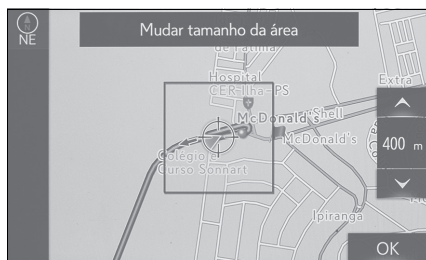 N
NE
Mudar tamanho da área
de Fátima
Hospital
CER-Ilha-PS
Extra
McDonald's
Shell
McDonald's
400 m
Colégio e
Curso Sonnart
Ipiranga
OK